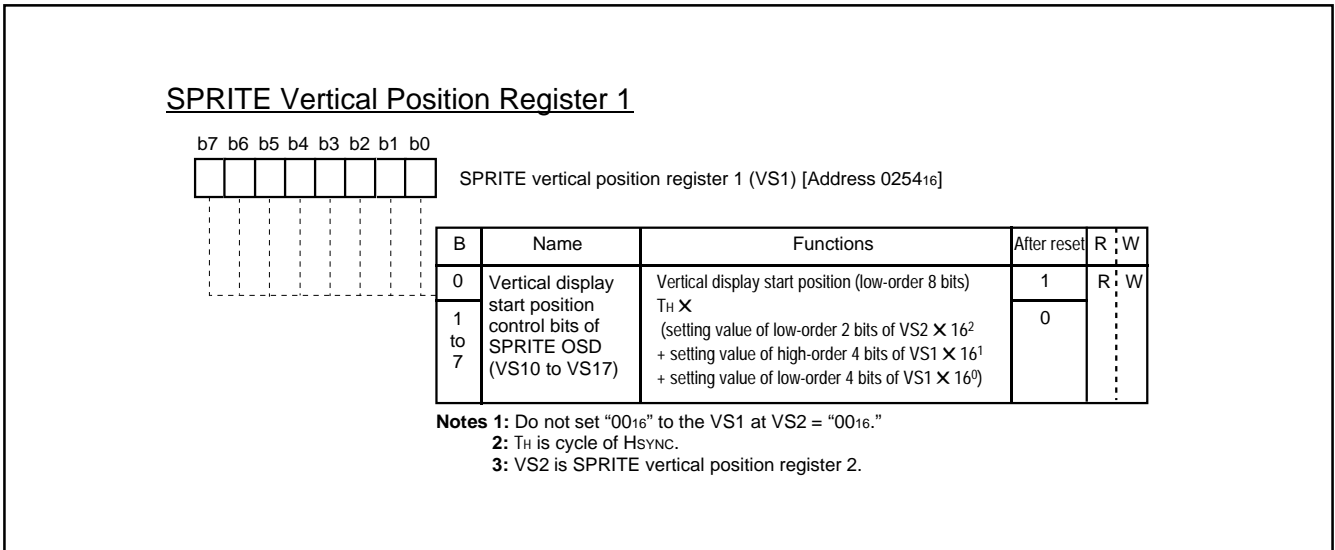 SPRITE Vertical Position Register 1
b7 b6 b5 b4 b3 b2 b1 b0
SPRITE vertical position register 1 (VS1) [Address 0254₁₆]
B Name Functions After reset R W
0 Vertical display Vertical display start position (low-order 8 bits) 1 R W
start position TH ×
1 control bits of (setting value of low-order 2 bits of VS2 × 16² 0
to SPRITE OSD + setting value of high-order 4 bits of VS1 × 16¹
7 (VS10 to VS17) + setting value of low-order 4 bits of VS1 × 16⁰)
Notes 1: Do not set “00₁₆” to the VS1 at VS2 = “00₁₆.”
2: TH is cycle of HSYNC.
3: VS2 is SPRITE vertical position register 2.